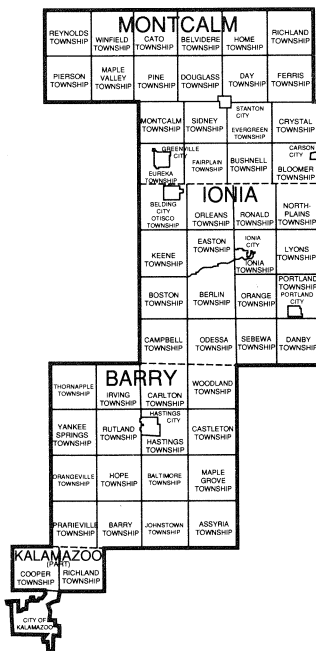 MONTCALM
REYNOLDS TOWNSHIP
WINFIELD TOWNSHIP
CATO TOWNSHIP
BELVIDERE TOWNSHIP
HOME TOWNSHIP
RICHLAND TOWNSHIP
PIERSON TOWNSHIP
MAPLE VALLEY TOWNSHIP
PINE TOWNSHIP
DOUGLASS TOWNSHIP
DAY TOWNSHIP
FERRIS TOWNSHIP
MONTCALM TOWNSHIP
SIDNEY TOWNSHIP
STANTON CITY
EVERGREEN TOWNSHIP
CRYSTAL TOWNSHIP
GREENVILLE CITY
EUREKA TOWNSHIP
FAIRPLAIN TOWNSHIP
BUSHNELL TOWNSHIP
CARSON CITY
BLOOMER TOWNSHIP
IONIA
BELDING CITY
OTISCO TOWNSHIP
ORLEANS TOWNSHIP
RONALD TOWNSHIP
NORTH-PLAINS TOWNSHIP
KEENE TOWNSHIP
EASTON TOWNSHIP
IONIA CITY
IONIA TOWNSHIP
LYONS TOWNSHIP
BOSTON TOWNSHIP
BERLIN TOWNSHIP
ORANGE TOWNSHIP
PORTLAND TOWNSHIP
PORTLAND CITY
CAMPBELL TOWNSHIP
ODESSA TOWNSHIP
SEBEWA TOWNSHIP
DANBY TOWNSHIP
BARRY
THORNAPPLE TOWNSHIP
IRVING TOWNSHIP
CARLTON TOWNSHIP
WOODLAND TOWNSHIP
YANKEE SPRINGS TOWNSHIP
RUTLAND TOWNSHIP
HASTINGS CITY
HASTINGS TOWNSHIP
CASTLETON TOWNSHIP
ORANGEVILLE TOWNSHIP
HOPE TOWNSHIP
BALTIMORE TOWNSHIP
MAPLE GROVE TOWNSHIP
PRARIEVILLE TOWNSHIP
BARRY TOWNSHIP
JOHNSTOWN TOWNSHIP
ASSYRIA TOWNSHIP
KALAMAZOO
(PART)
COOPER TOWNSHIP
RICHLAND TOWNSHIP
CITY OF KALAMAZOO